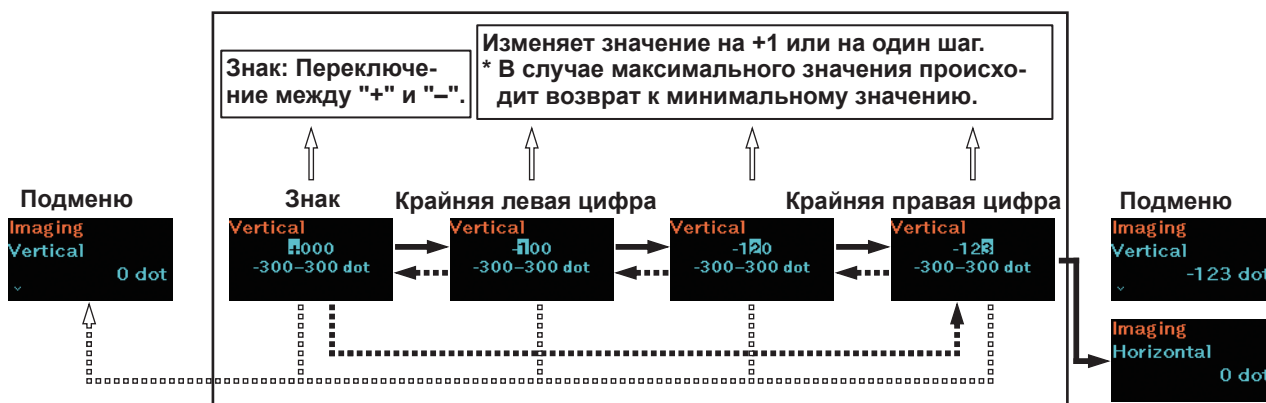 Знак: Переключе-
ние между "+" и "–".
Изменяет значение на +1 или на один шаг.
* В случае максимального значения происхо-
дит возврат к минимальному значению.
Подменю
Знак
Крайняя левая цифра
Крайняя правая цифра
Подменю
Imaging
Vertical
0 dot
Vertical
+000
-300–300 dot
Vertical
-100
-300–300 dot
Vertical
-120
-300–300 dot
Vertical
-123
-300–300 dot
Imaging
Vertical
-123 dot
Imaging
Horizontal
0 dot